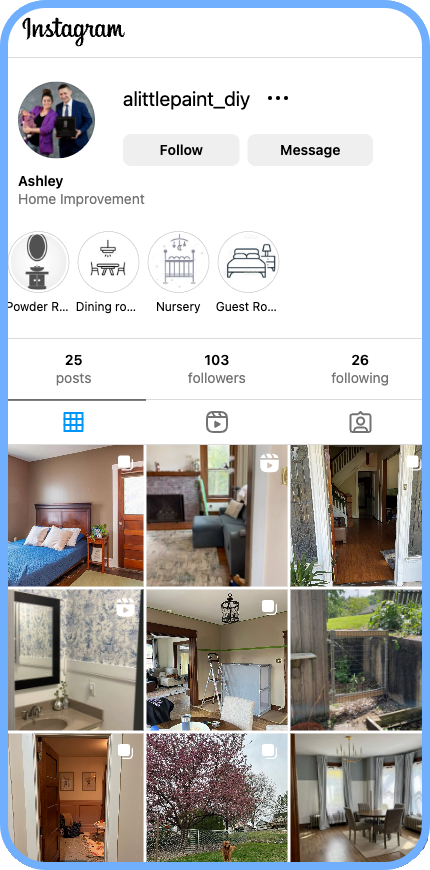 Instagram
alittlepaint_diy
Follow Message
Ashley
Home Improvement
Powder R... Dining ro... Nursery Guest Ro...
25 103 26
posts followers following